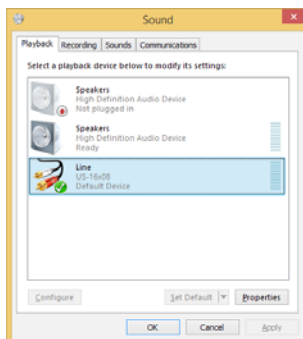 Sound
Playback Recording Sounds Communications
Select a playback device below to modify its settings:
Speakers
High Definition Audio Device
Not plugged in
Speakers
High Definition Audio Device
Ready
Line
US-16x08
Default Device
Configure Set Default Properties
OK Cancel Apply